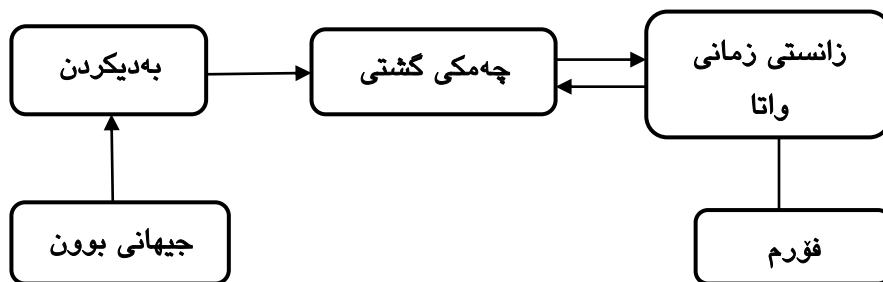 زانستی زمانی
واتا
چەمکی گشتی
بەدیکردن
فۆرم
جیهانی بوون